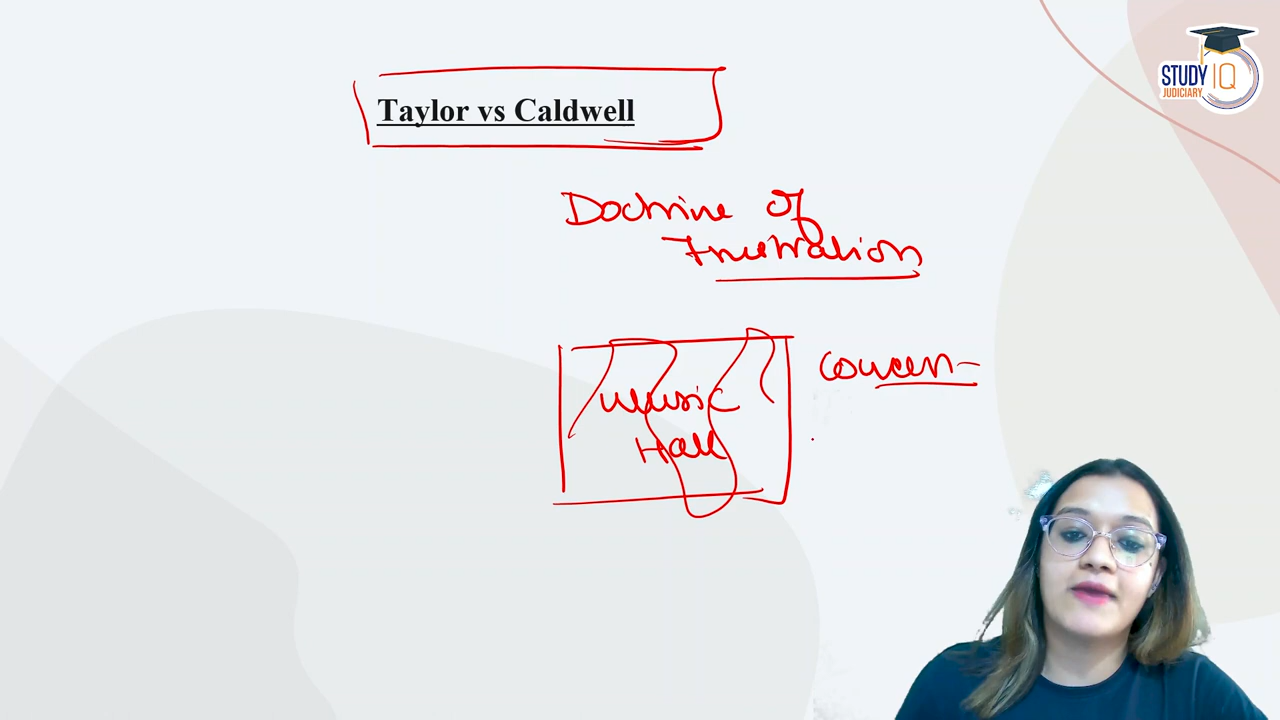 STUDY IQ
JUDICIARY
Taylor vs Caldwell
Doctrine of
Frustration
Music
Hall
Concert